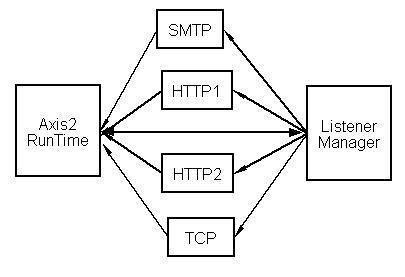 SMTP
HTTP1
Axis2
RunTime
Listener
Manager
HTTP2
TCP